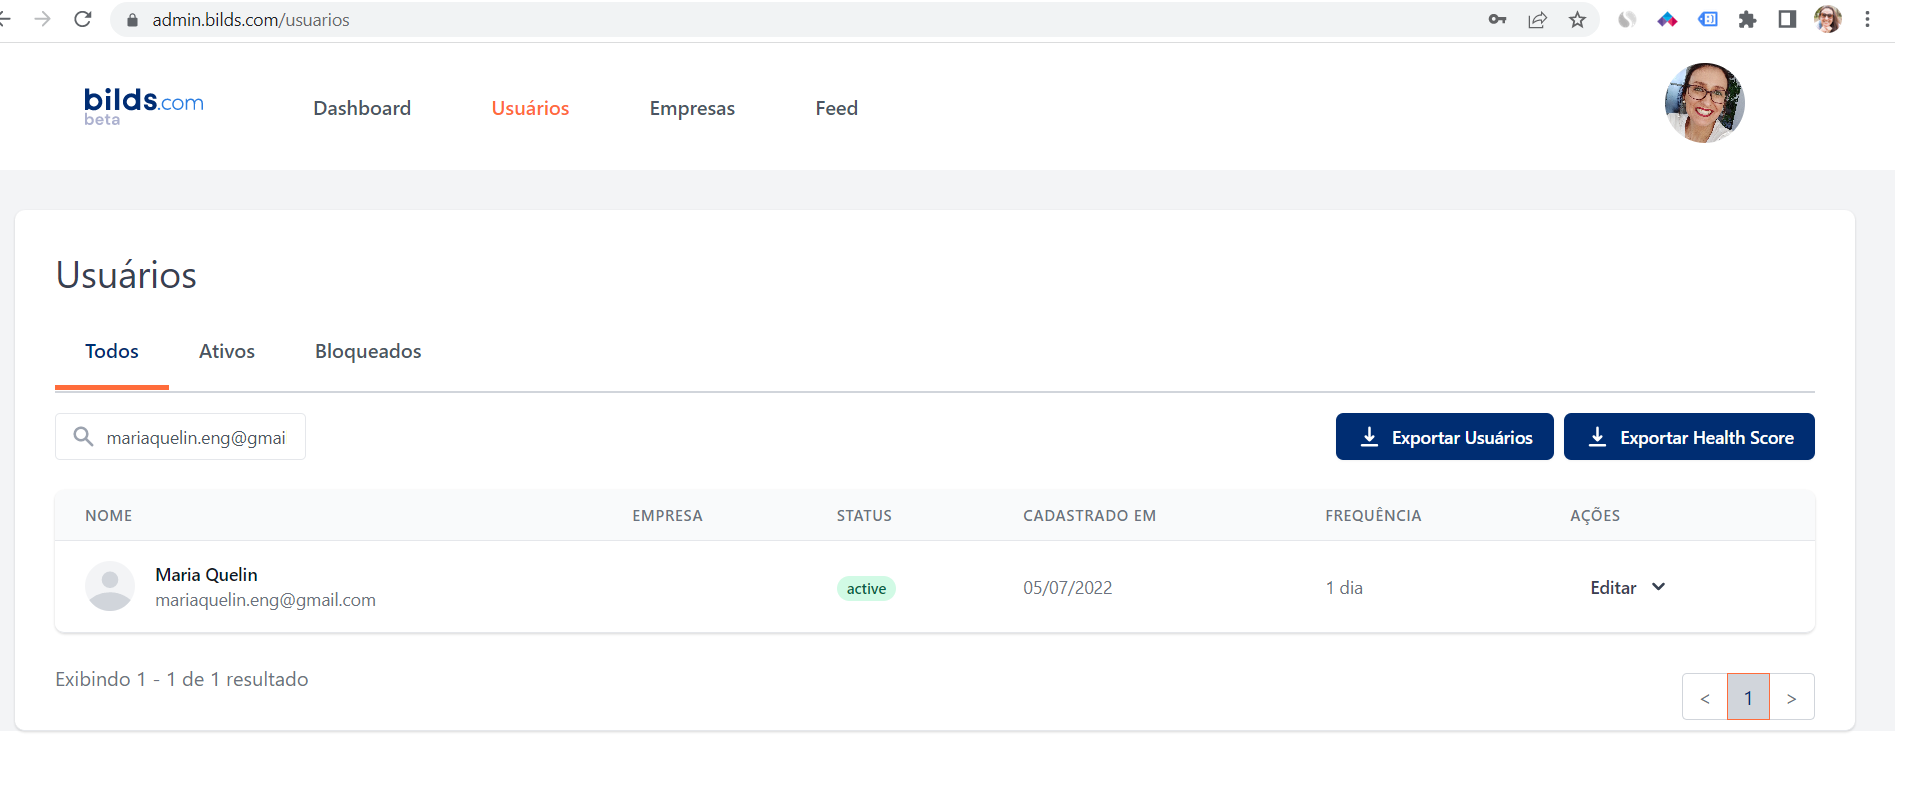 admin.bilds.com/usuarios
bilds.com
beta
Dashboard
Usuários
Empresas
Feed
Usuários
Todos
Ativos
Bloqueados
mariaquelin.eng@gmai
Exportar Usuários
Exportar Health Score
NOME
EMPRESA
STATUS
CADASTRADO EM
FREQUÊNCIA
AÇÕES
Maria Quelin
mariaquelin.eng@gmail.com
active
05/07/2022
1 dia
Editar
Exibindo 1 - 1 de 1 resultado
< 1 >